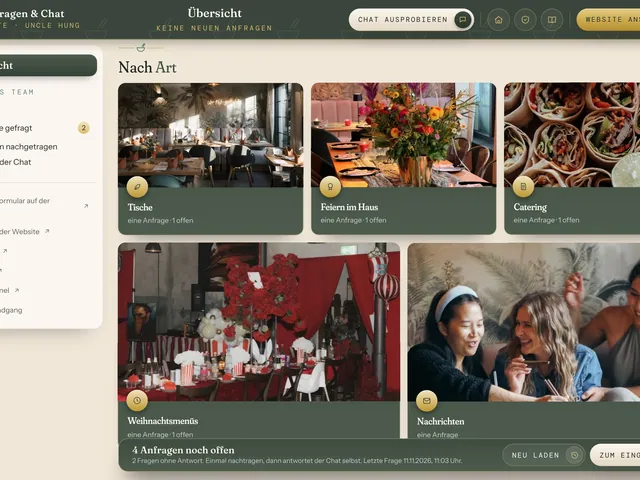 ragen & Chat
TE · UNCLE HUNG
Übersicht
KEINE NEUEN ANFRAGEN
CHAT AUSPROBIEREN
WEBSITE ANS
cht
S TEAM
e gefragt
2
n nachgetragen
der Chat
ormular auf der
der Website
nel
ndgang
Nach Art
Tische
eine Anfrage · 1 offen
Feiern im Haus
eine Anfrage · 1 offen
Catering
eine Anfrage · 1 offen
Weihnachtsmenüs
eine Anfrage · 1 offen
Nachrichten
eine Anfrage
4 Anfragen noch offen
2 Fragen ohne Antwort. Einmal nachtragen, dann antwortet der Chat selbst. Letzte Frage 11.11.2026, 11:03 Uhr.
NEU LADEN
ZUM EING